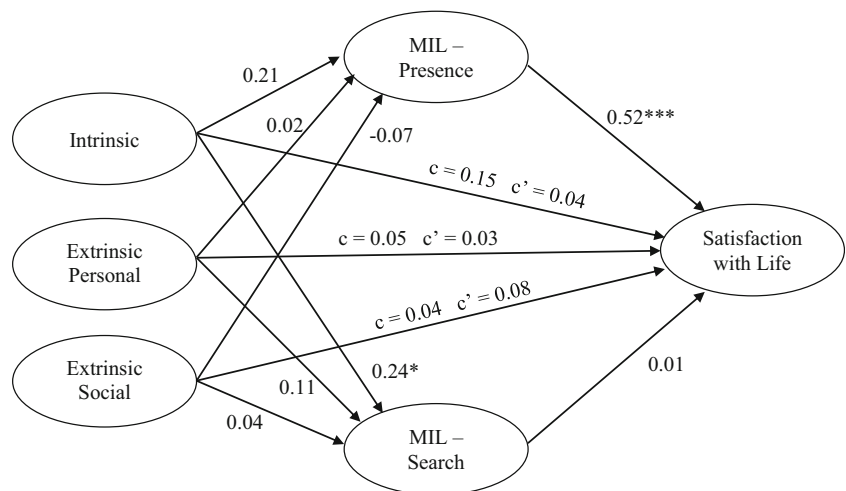 MIL –
Presence
0.21
0.52***
Intrinsic
0.02
-0.07
c = 0.15 c’ = 0.04
Extrinsic
Personal
c = 0.05 c’ = 0.03
Satisfaction
with Life
c = 0.04 c’ = 0.08
Extrinsic
Social
0.11
0.24*
0.01
0.04
MIL –
Search